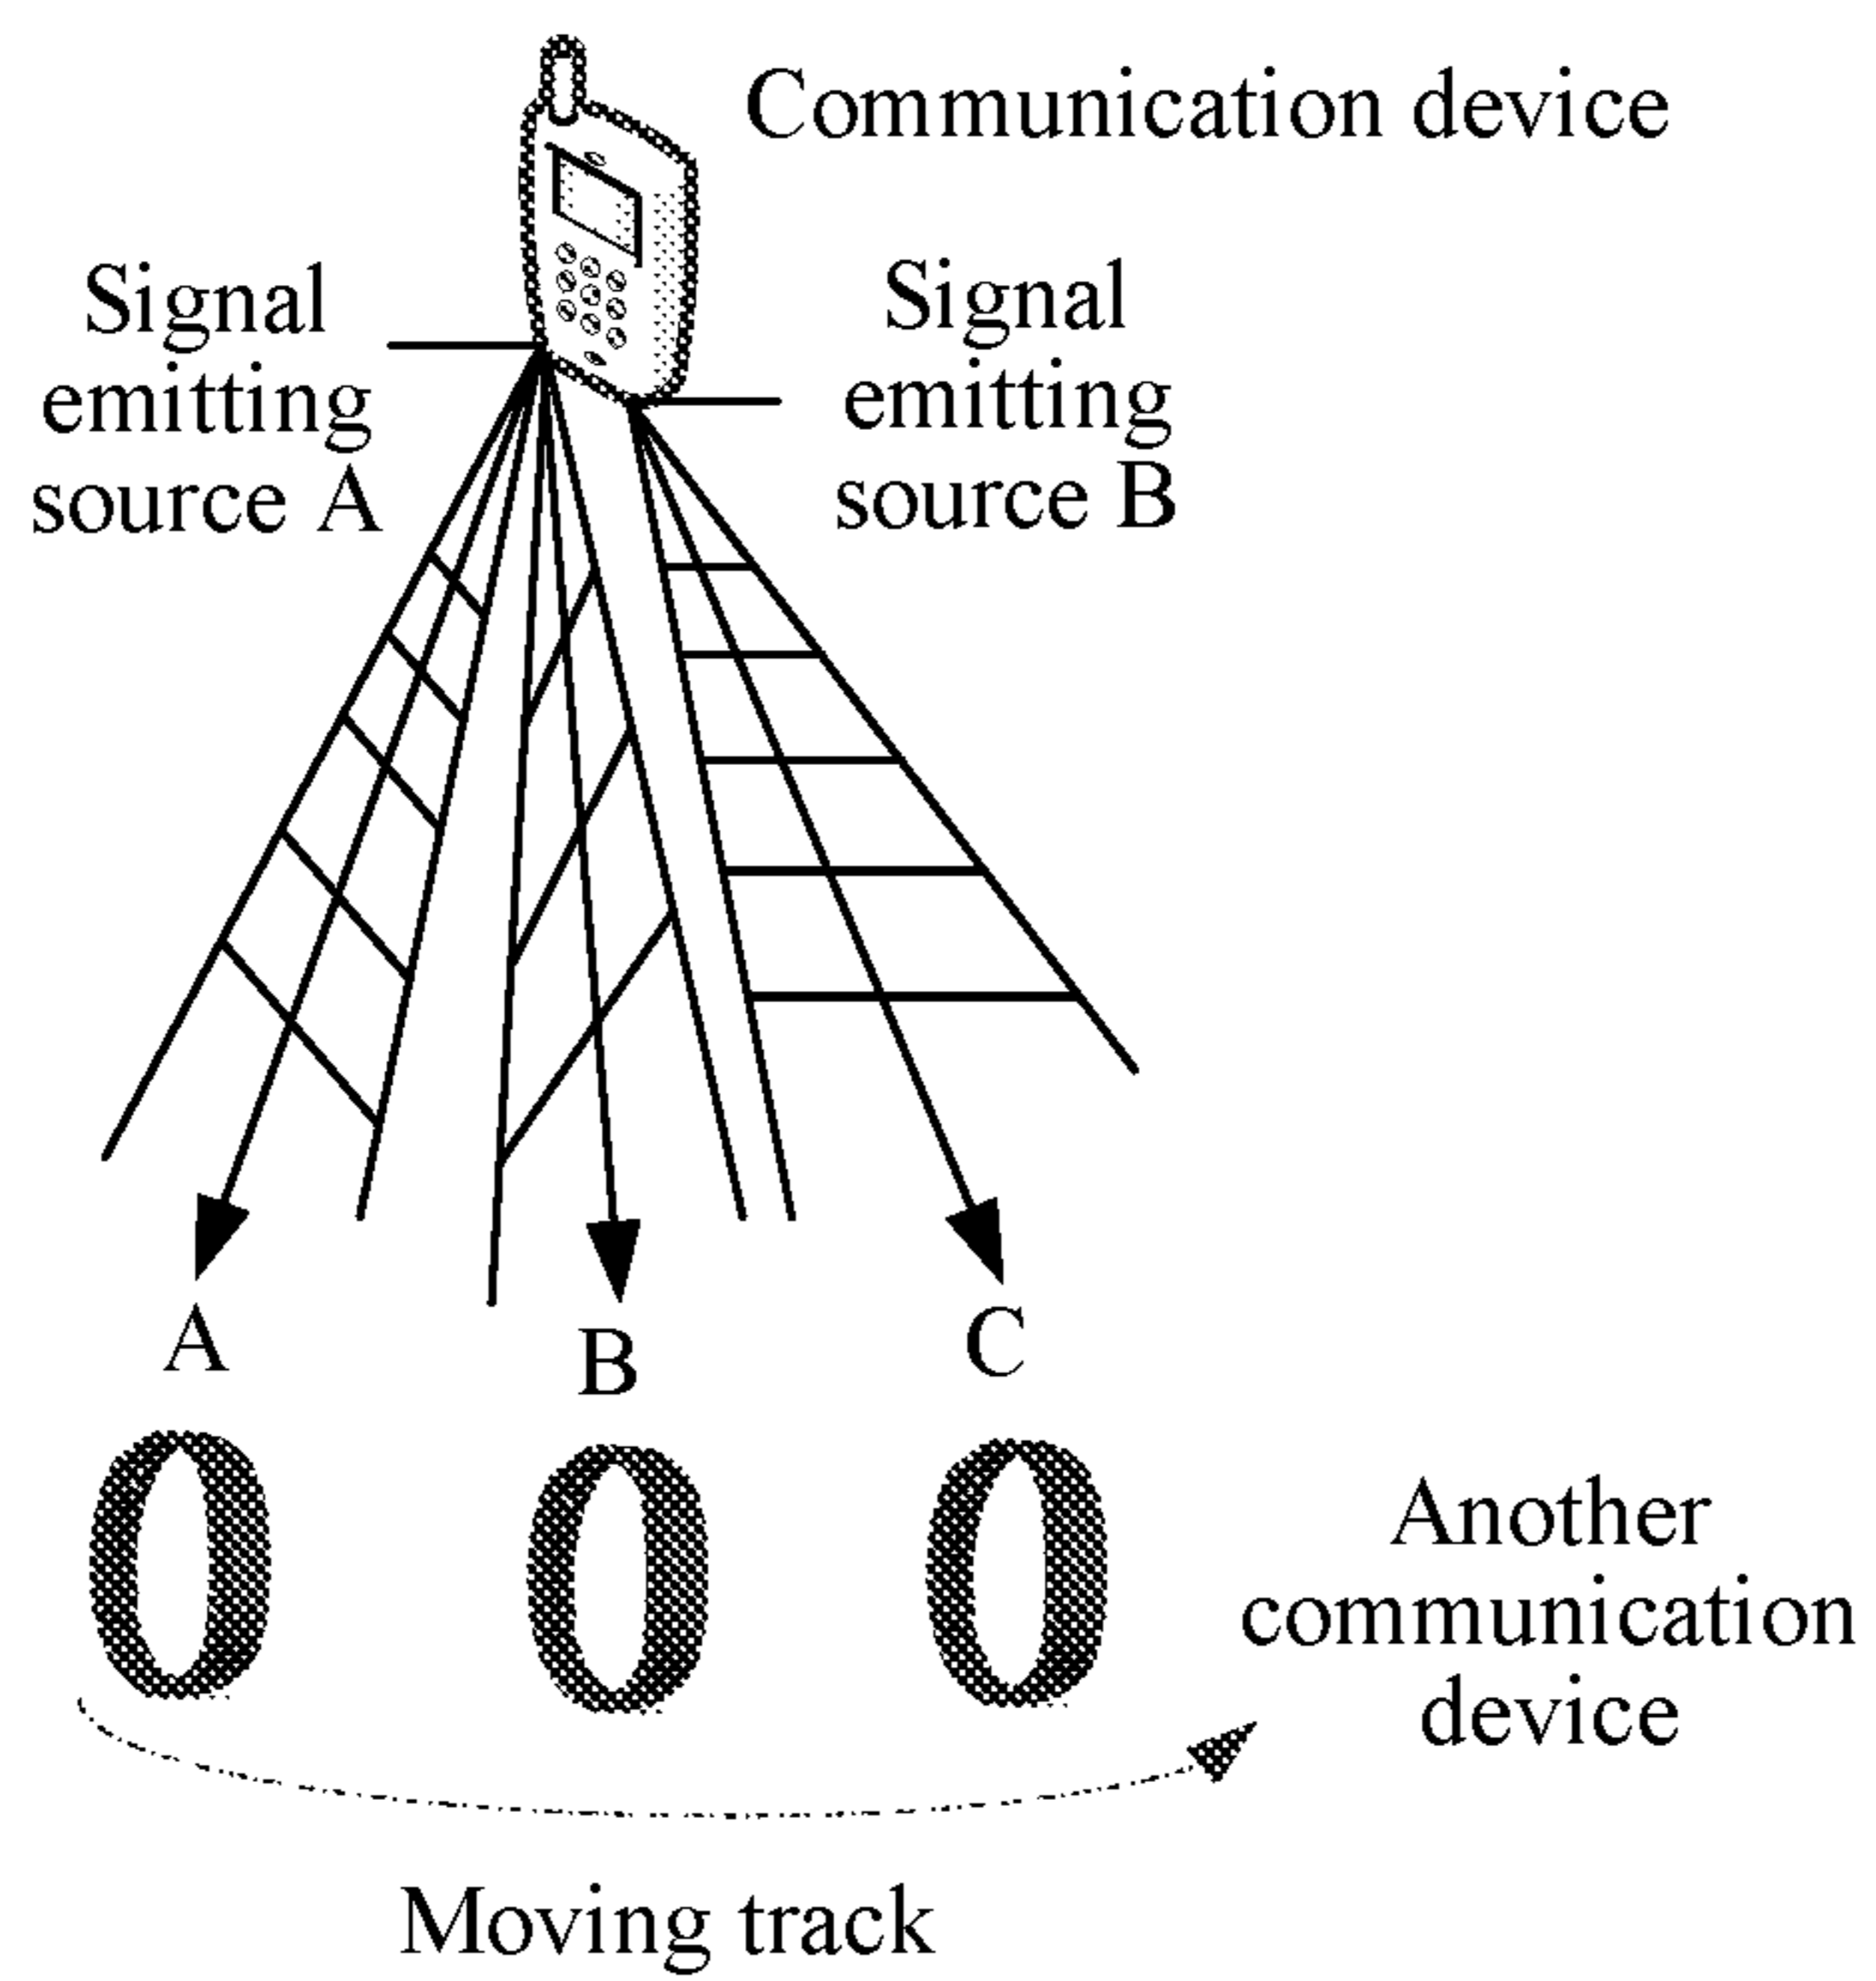 Communication device
Signal
emitting
source A
Signal
emitting
source B
A
B
C
Another
communication
device
Moving track